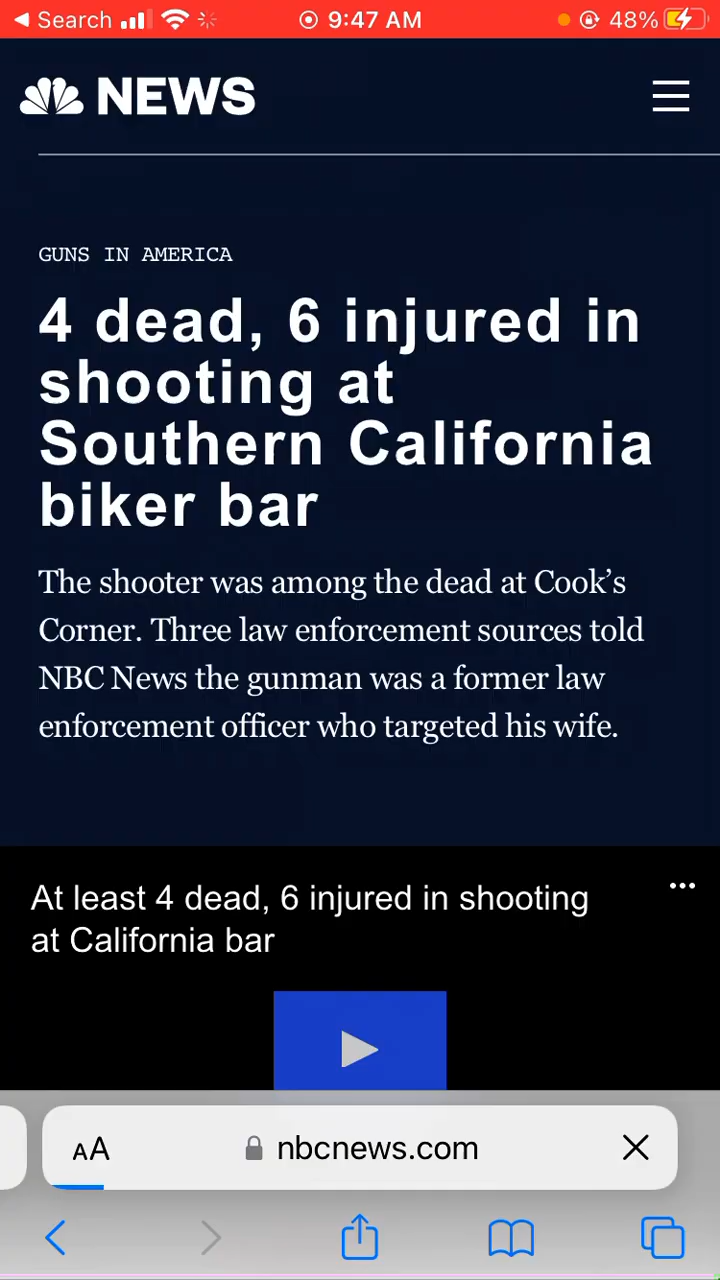 Search 9:47 AM 48%
NEWS
GUNS IN AMERICA
4 dead, 6 injured in
shooting at
Southern California
biker bar
The shooter was among the dead at Cook’s
Corner. Three law enforcement sources told
NBC News the gunman was a former law
enforcement officer who targeted his wife.
At least 4 dead, 6 injured in shooting
at California bar
AA nbcnews.com